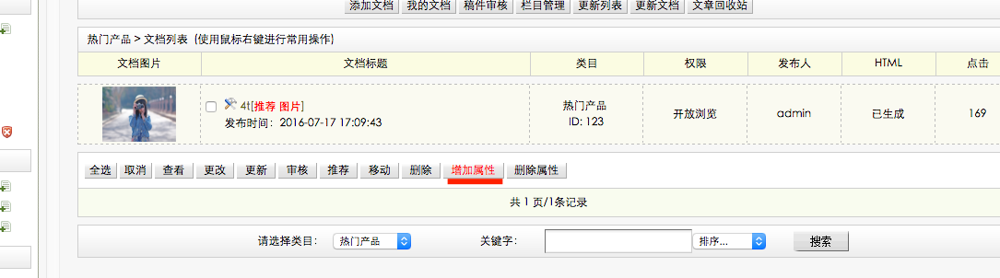 添加文档 我的文档 稿件审核 栏目管理 更新列表 更新文档 文章回收站
热门产品 > 文档列表 (使用鼠标右键进行常用操作)
文档图片 文档标题 类目 权限 发布人 HTML 点击
4t[推荐 图片]
发布时间：2016-07-17 17:09:43
热门产品
ID: 123
开放浏览 admin 已生成 169
全选 取消 查看 更改 更新 审核 推荐 移动 删除 增加属性 删除属性
共 1 页/1条记录
请选择类目： 热门产品 关键字： 排序... 搜索